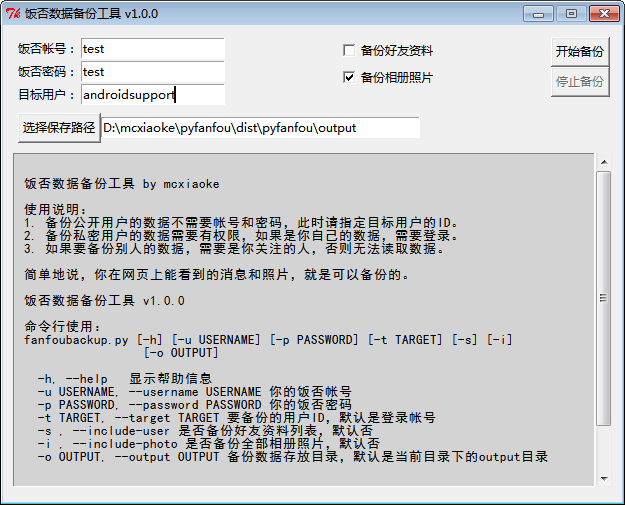 饭否数据备份工具 v1.0.0
饭否帐号： test
饭否密码： test
目标用户： androidsupport
备份好友资料
备份相册照片
开始备份
停止备份
选择保存路径 D:\mcxiaoke\pyfanfou\dist\pyfanfou\output
饭否数据备份工具 by mcxiaoke
使用说明：
1. 备份公开用户的数据不需要帐号和密码，此时请指定目标用户的ID。
2. 备份私密用户的数据需要有权限，如果是你自己的数据，需要登录。
3. 如果要备份别人的数据，需要是你关注的人，否则无法读取数据。
简单地说，你在网页上能看到的消息和照片，就是可以备份的。
饭否数据备份工具 v1.0.0
命令行使用：
fanfoubackup.py [-h] [-u USERNAME] [-p PASSWORD] [-t TARGET] [-s] [-i]
[-o OUTPUT]
-h, --help 显示帮助信息
-u USERNAME, --username USERNAME 你的饭否帐号
-p PASSWORD, --password PASSWORD 你的饭否密码
-t TARGET, --target TARGET 要备份的用户ID，默认是登录帐号
-s , --include-user 是否备份好友资料列表，默认否
-i , --include-photo 是否备份全部相册照片，默认否
-o OUTPUT, --output OUTPUT 备份数据存放目录，默认是当前目录下的output目录